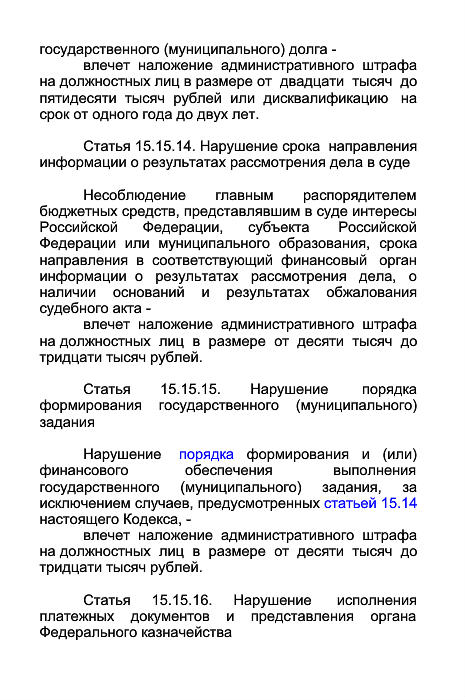 государственного (муниципального) долга -
влечет наложение административного штрафа
на должностных лиц в размере от двадцати тысяч до
пятидесяти тысяч рублей или дисквалификацию на
срок от одного года до двух лет.
Статья 15.15.14. Нарушение срока направления
информации о результатах рассмотрения дела в суде
Несоблюдение главным распорядителем
бюджетных средств, представлявшим в суде интересы
Российской Федерации, субъекта Российской
Федерации или муниципального образования, срока
направления в соответствующий финансовый орган
информации о результатах рассмотрения дела, о
наличии оснований и результатах обжалования
судебного акта -
влечет наложение административного штрафа
на должностных лиц в размере от десяти тысяч до
тридцати тысяч рублей.
Статья 15.15.15. Нарушение порядка
формирования государственного (муниципального)
задания
Нарушение порядка формирования и (или)
финансового обеспечения выполнения
государственного (муниципального) задания, за
исключением случаев, предусмотренных статьей 15.14
настоящего Кодекса, -
влечет наложение административного штрафа
на должностных лиц в размере от десяти тысяч до
тридцати тысяч рублей.
Статья 15.15.16. Нарушение исполнения
платежных документов и представления органа
Федерального казначейства